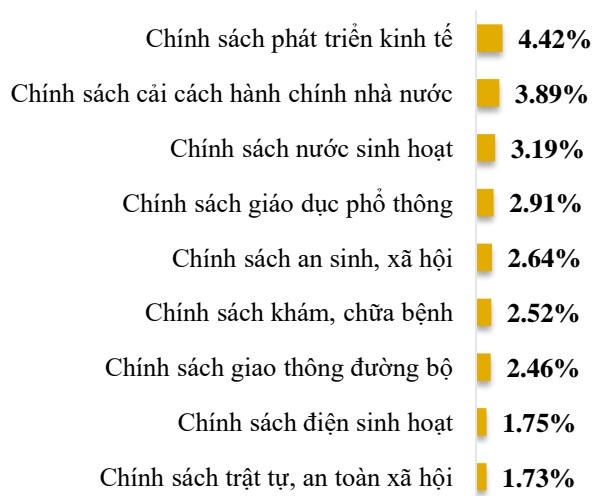 Chính sách phát triển kinh tế 4.42%
Chính sách cải cách hành chính nhà nước 3.89%
Chính sách nước sinh hoạt 3.19%
Chính sách giáo dục phổ thông 2.91%
Chính sách an sinh, xã hội 2.64%
Chính sách khám, chữa bệnh 2.52%
Chính sách giao thông đường bộ 2.46%
Chính sách điện sinh hoạt 1.75%
Chính sách trật tự, an toàn xã hội 1.73%